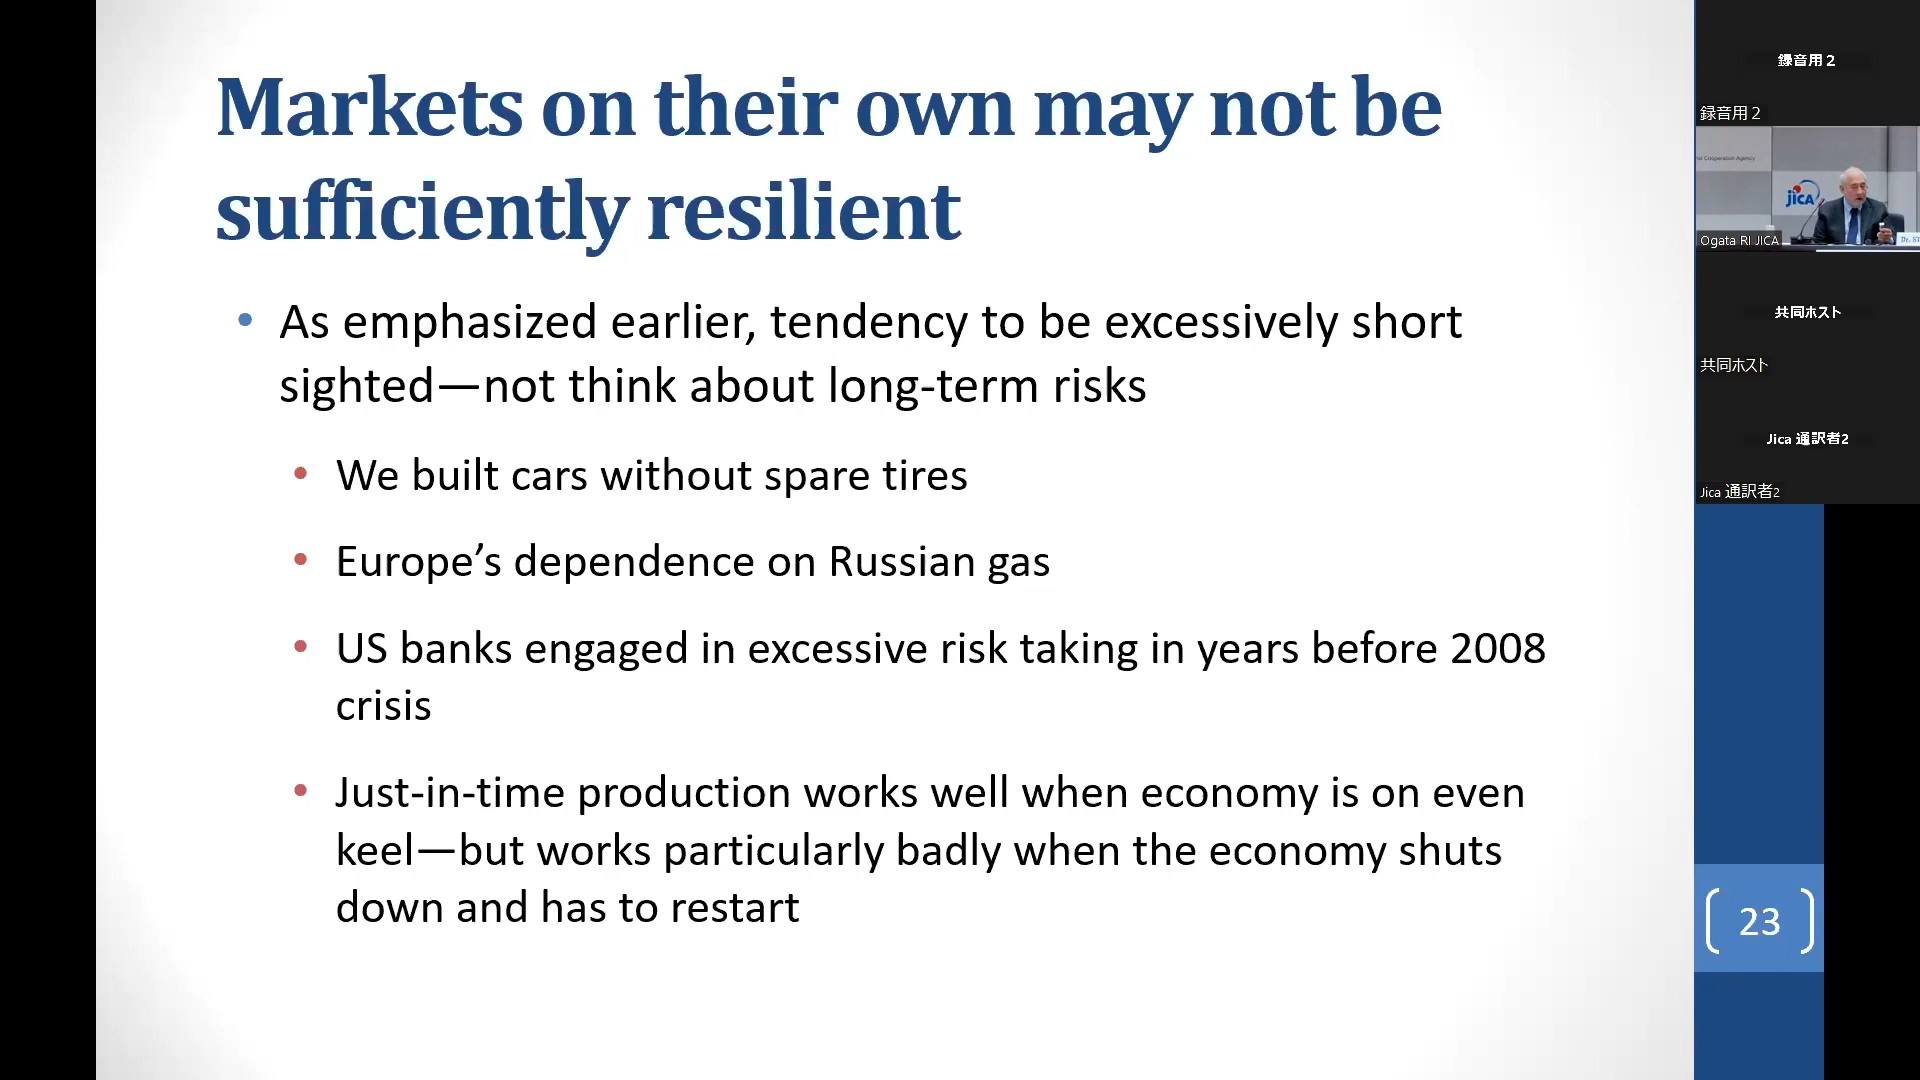 Markets on their own may not be
sufficiently resilient
• As emphasized earlier, tendency to be excessively short
sighted—not think about long-term risks
• We built cars without spare tires
• Europe’s dependence on Russian gas
• US banks engaged in excessive risk taking in years before 2008
crisis
• Just-in-time production works well when economy is on even
keel—but works particularly badly when the economy shuts
down and has to restart
23
録音用２
録音用２
Cooperation Agency
jICA
Dr.
Ogata RI JICA
共同ホスト
共同ホスト
Jica 通訳者2
Jica 通訳者2